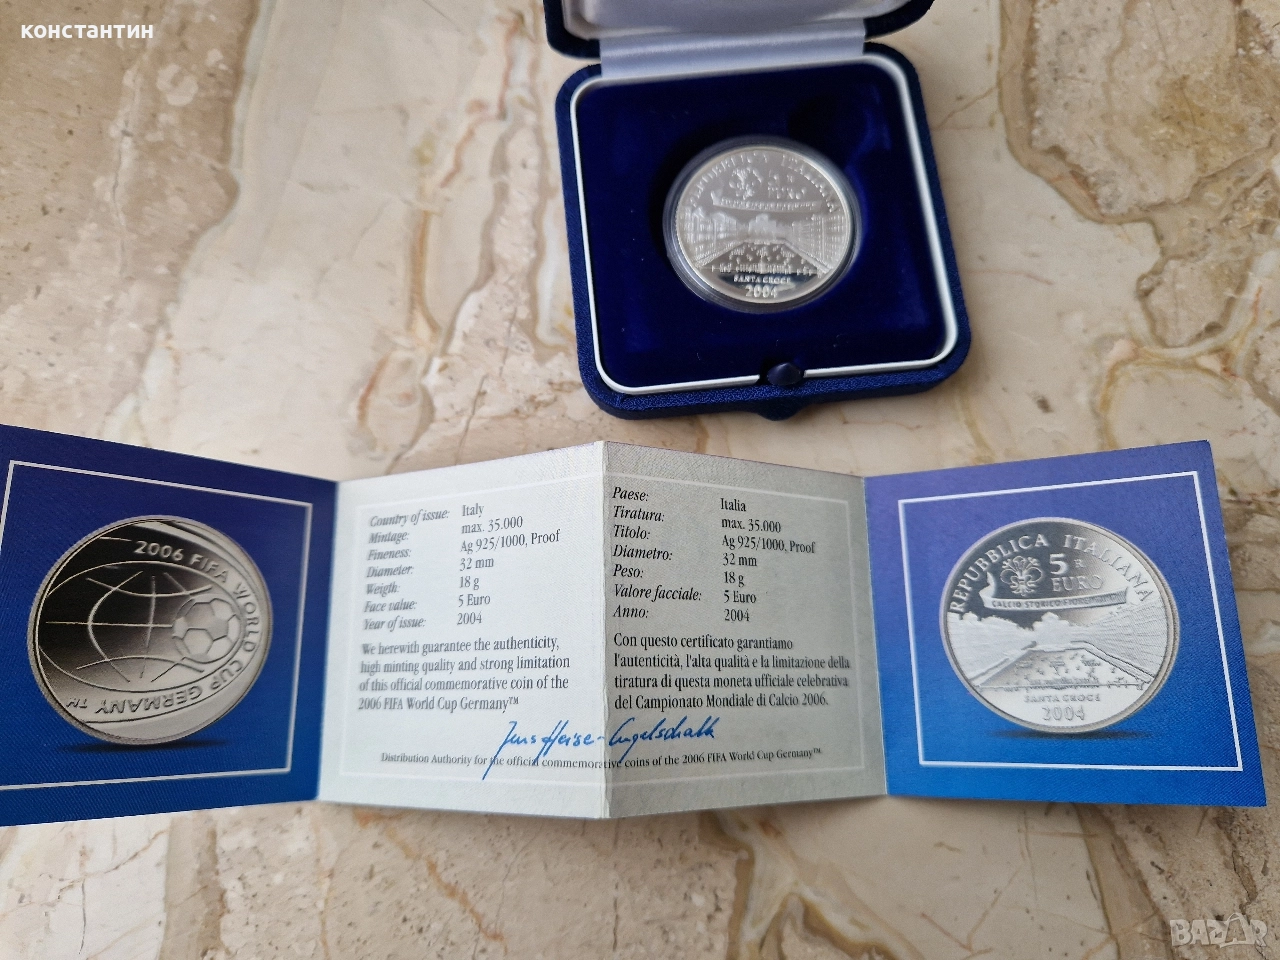 константин
REPUBBLICA ITALIANA
SANTA CROCE
2004
2006 FIFA WORLD CUP GERMANY™
Country of issue: Italy
Mintage: max. 35.000
Fineness: Ag 925/1000, Proof
Diameter: 32 mm
Weigth: 18 g
Face value: 5 Euro
Year of issue: 2004
We herewith guarantee the authenticity,
high minting quality and strong limitation
of this official commemorative coin of the
2006 FIFA World Cup Germany™
Paese: Italia
Tiratura: max. 35.000
Titolo: Ag 925/1000, Proof
Diametro: 32 mm
Peso: 18 g
Valore facciale: 5 Euro
Anno: 2004
Con questo certificato garantiamo
l'autenticità, l'alta qualità e la limitazione della
tiratura di questa moneta ufficiale celebrativa
del Campionato Mondiale di Calcio 2006.
Distribution Authority for the official commemorative coins of the 2006 FIFA World Cup Germany™
REPUBBLICA ITALIANA
5
R
EURO
CALCIO STORICO FIORENTINO
SANTA CROCE
2004
BAZAR